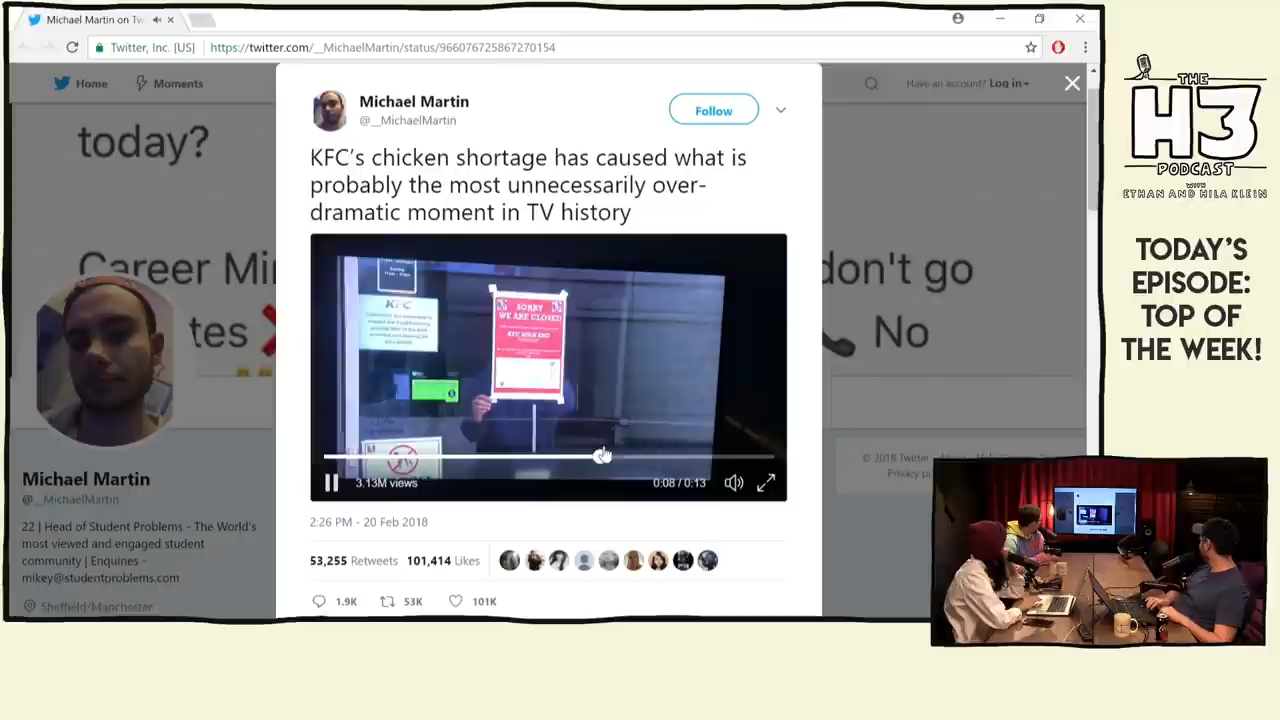 Michael Martin on Tw
Twitter, Inc. [US]
https://twitter.com/__MichaelMartin/status/966076725867270154
Home
Moments
Have an account? Log in
today?
don't go
tes
No
Michael Martin
@__MichaelMartin
Follow
KFC's chicken shortage has caused what is
probably the most unnecessarily over-
dramatic moment in TV history
KFC
SORRY
WE ARE CLOSED
KFC MILE END
3.13M views
0:08 / 0:13
2:26 PM - 20 Feb 2018
53,255 Retweets 101,414 Likes
1.9K
53K
101K
Michael Martin
@__MichaelMartin
22 | Head of Student Problems - The World's
most viewed and engaged student
community | Enquires -
mikey@studentproblems.com
Sheffield/Manchester
© 2018 Twitter
THE
H3
PODCAST
WITH
ETHAN AND HILA KLEIN
TODAY'S
EPISODE:
TOP OF
THE WEEK!